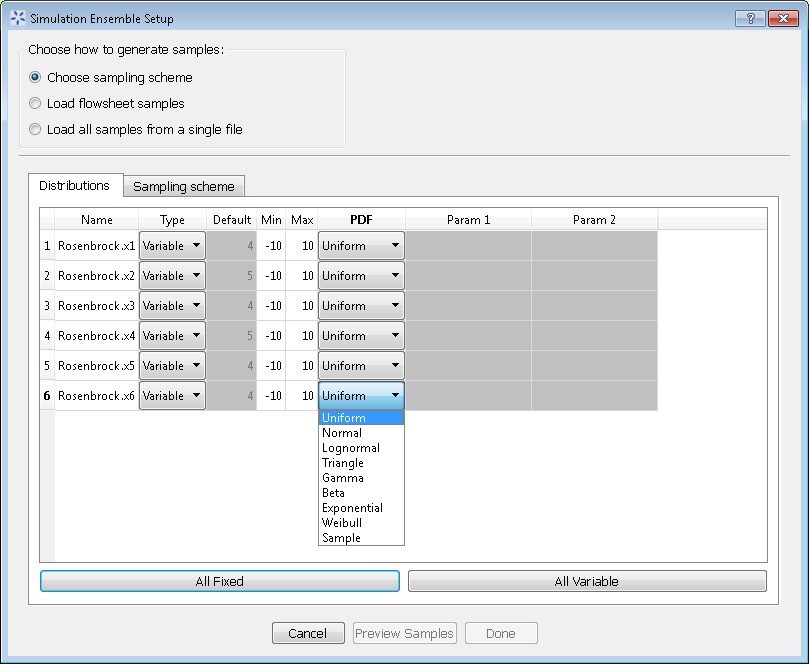 Simulation Ensemble Setup
?
Choose how to generate samples:
Choose sampling scheme
Load flowsheet samples
Load all samples from a single file
Distributions Sampling scheme
Name Type Default Min Max PDF Param 1 Param 2
1 Rosenbrock.x1 Variable 4 -10 10 Uniform
2 Rosenbrock.x2 Variable 5 -10 10 Uniform
3 Rosenbrock.x3 Variable 4 -10 10 Uniform
4 Rosenbrock.x4 Variable 5 -10 10 Uniform
5 Rosenbrock.x5 Variable 4 -10 10 Uniform
6 Rosenbrock.x6 Variable 4 -10 10 Uniform
Uniform
Normal
Lognormal
Triangle
Gamma
Beta
Exponential
Weibull
Sample
All Fixed All Variable
Cancel Preview Samples Done